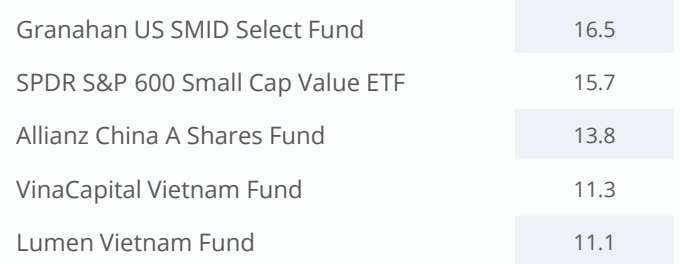 Granahan US SMID Select Fund 16.5
SPDR S&P 600 Small Cap Value ETF 15.7
Allianz China A Shares Fund 13.8
VinaCapital Vietnam Fund 11.3
Lumen Vietnam Fund 11.1